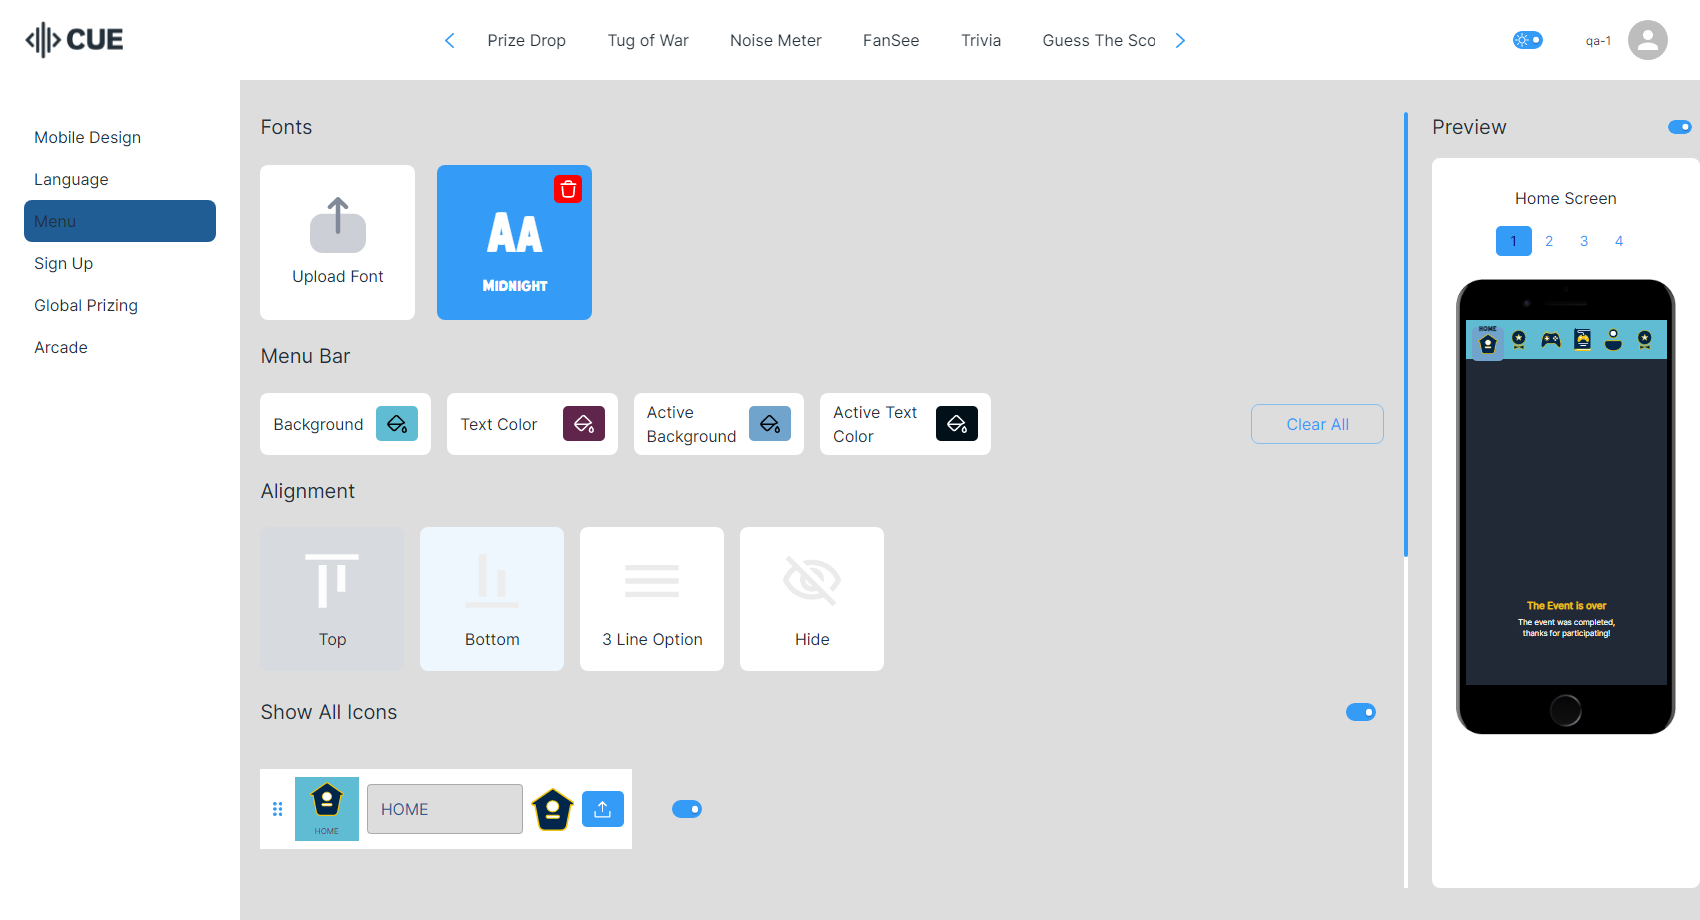 CUE
Prize Drop
Tug of War
Noise Meter
FanSee
Trivia
Guess The Sco
qa-1
Mobile Design
Language
Menu
Sign Up
Global Prizing
Arcade
Fonts
Upload Font
AA
MIDNIGHT
Menu Bar
Background
Text Color
Active
Background
Active Text
Color
Clear All
Alignment
Top
Bottom
3 Line Option
Hide
Show All Icons
HOME
HOME
Preview
Home Screen
1 2 3 4
HOME
The Event is over
The event was completed,
thanks for participating!